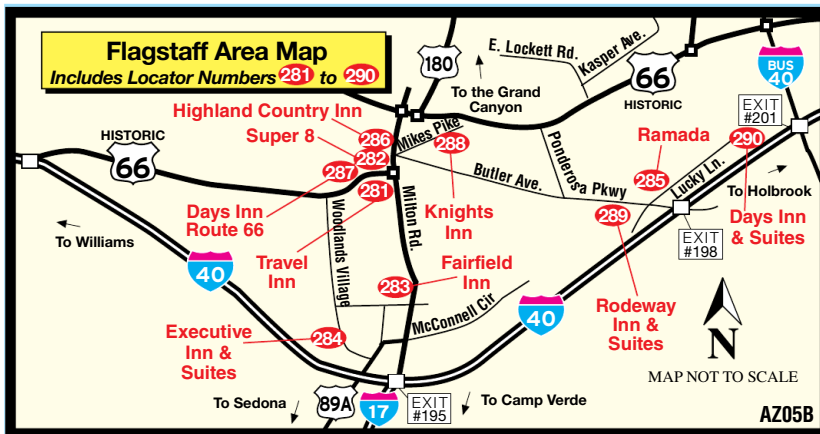 Flagstaff Area Map
Includes Locator Numbers 281 to 290
180
To the Grand
Canyon
E. Lockett Rd.
Kasper Ave.
66
HISTORIC
BUS
40
EXIT
#201
HISTORIC
66
Highland Country Inn
286
Super 8
282
287
Days Inn
Route 66
281
Travel
Inn
Mikes Pike
288
Knights
Inn
Butler Ave.
Ponderosa Pkwy
Ramada
285
Lucky Ln.
290
Days Inn
& Suites
To Holbrook
289
Rodeway
Inn &
Suites
EXIT
#198
To Williams
40
Woodlands Village
Milton Rd.
283
Fairfield
Inn
McConnell Cir
40
Executive
Inn &
Suites
284
N
MAP NOT TO SCALE
To Sedona
89A
17
EXIT
#195
To Camp Verde
AZ05B